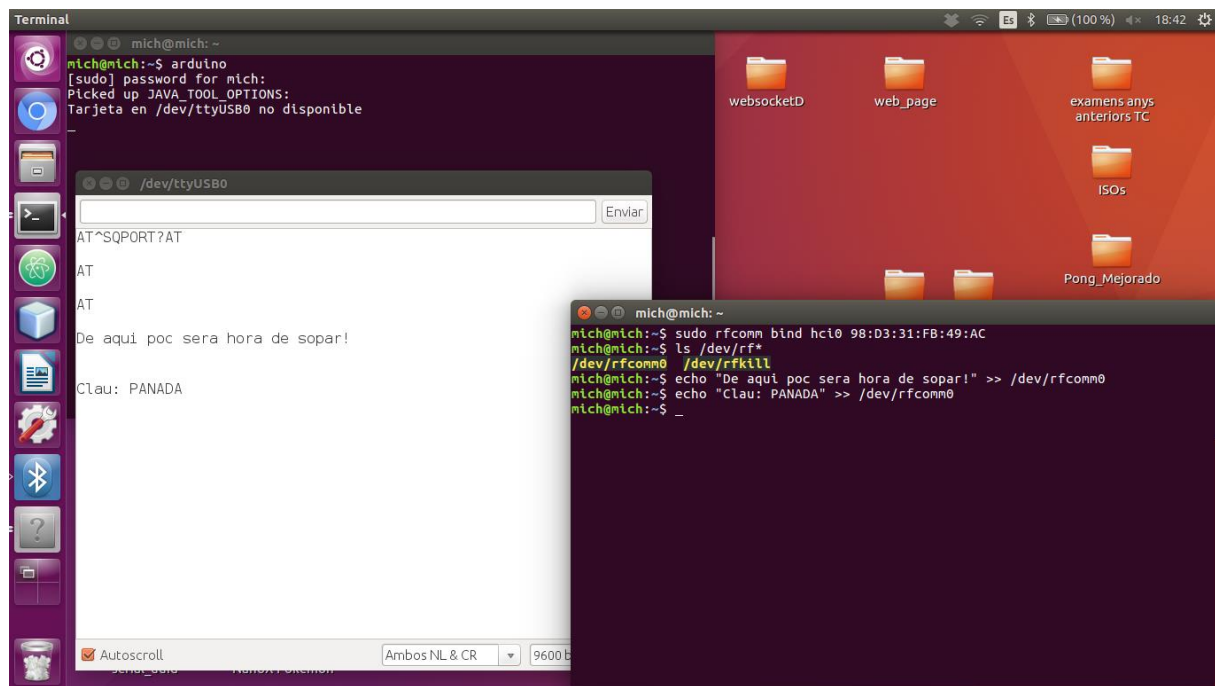 Terminal
Es
(100 %)
18:42
mich@mich: ~
mich@mich:~$ arduino
[sudo] password for mich:
Picked up JAVA_TOOL_OPTIONS:
Tarjeta en /dev/ttyUSB0 no disponible
_
websocketD
web_page
examens anys
anteriors TC
ISOs
Pong_Mejorado
/dev/ttyUSB0
Enviar
AT^SQPORT?AT
AT
AT
De aqui poc sera hora de sopar!
Clau: PANADA
Autoscroll
Ambos NL & CR
9600 b
mich@mich: ~
mich@mich:~$ sudo rfcomm bind hci0 98:D3:31:FB:49:AC
mich@mich:~$ ls /dev/rf*
/dev/rfcomm0 /dev/rfkill
mich@mich:~$ echo "De aqui poc sera hora de sopar!" >> /dev/rfcomm0
mich@mich:~$ echo "Clau: PANADA" >> /dev/rfcomm0
mich@mich:~$ _